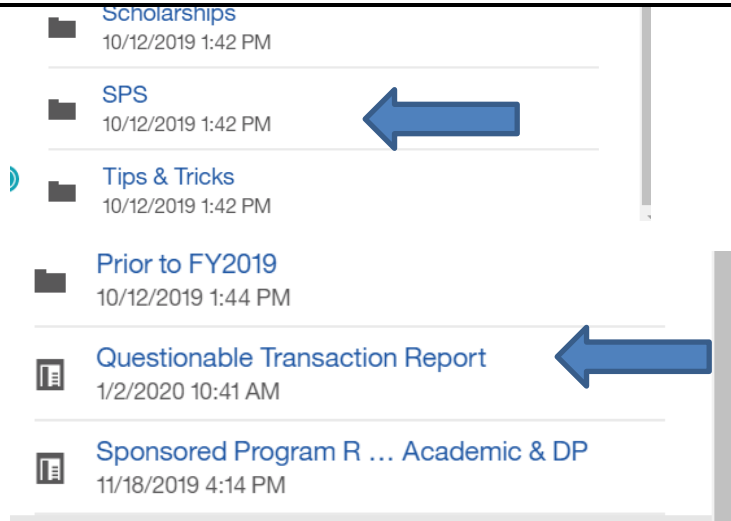 Scholarships
10/12/2019 1:42 PM
SPS
10/12/2019 1:42 PM
Tips & Tricks
10/12/2019 1:42 PM
Prior to FY2019
10/12/2019 1:44 PM
Questionable Transaction Report
1/2/2020 10:41 AM
Sponsored Program R ... Academic & DP
11/18/2019 4:14 PM